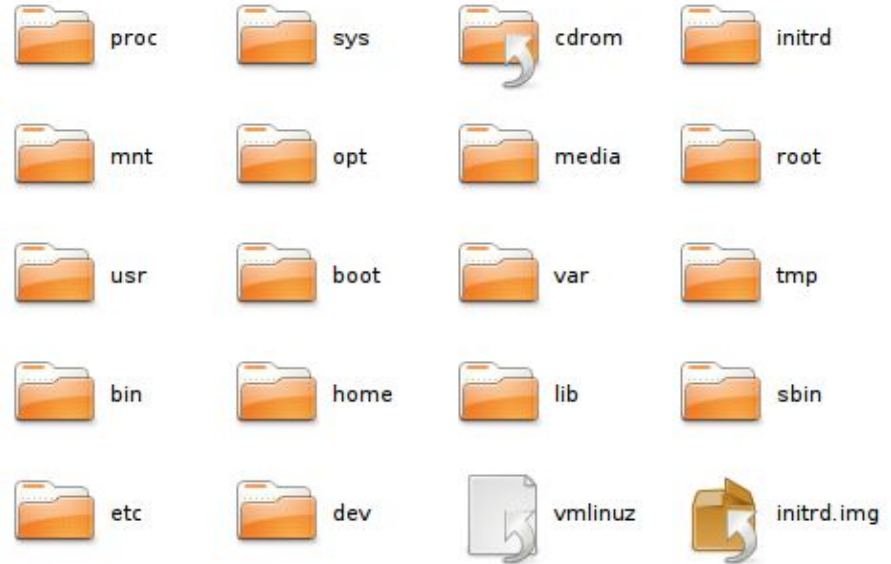 proc sys cdrom initrd
mnt opt media root
usr boot var tmp
bin home lib sbin
etc dev vmlinuz initrd.img